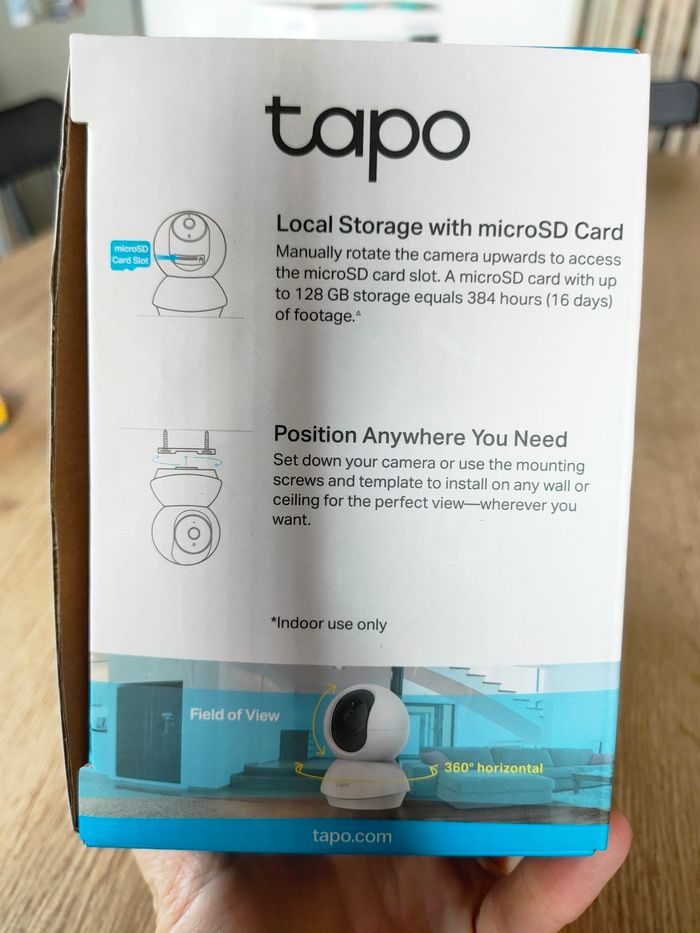 tapo
Local Storage with microSD Card
microSD
Card Slot
Manually rotate the camera upwards to access
the microSD card slot. A microSD card with up
to 128 GB storage equals 384 hours (16 days)
of footage.△
Position Anywhere You Need
Set down your camera or use the mounting
screws and template to install on any wall or
ceiling for the perfect view—wherever you
want.
*Indoor use only
Field of View
360° horizontal
tapo.com